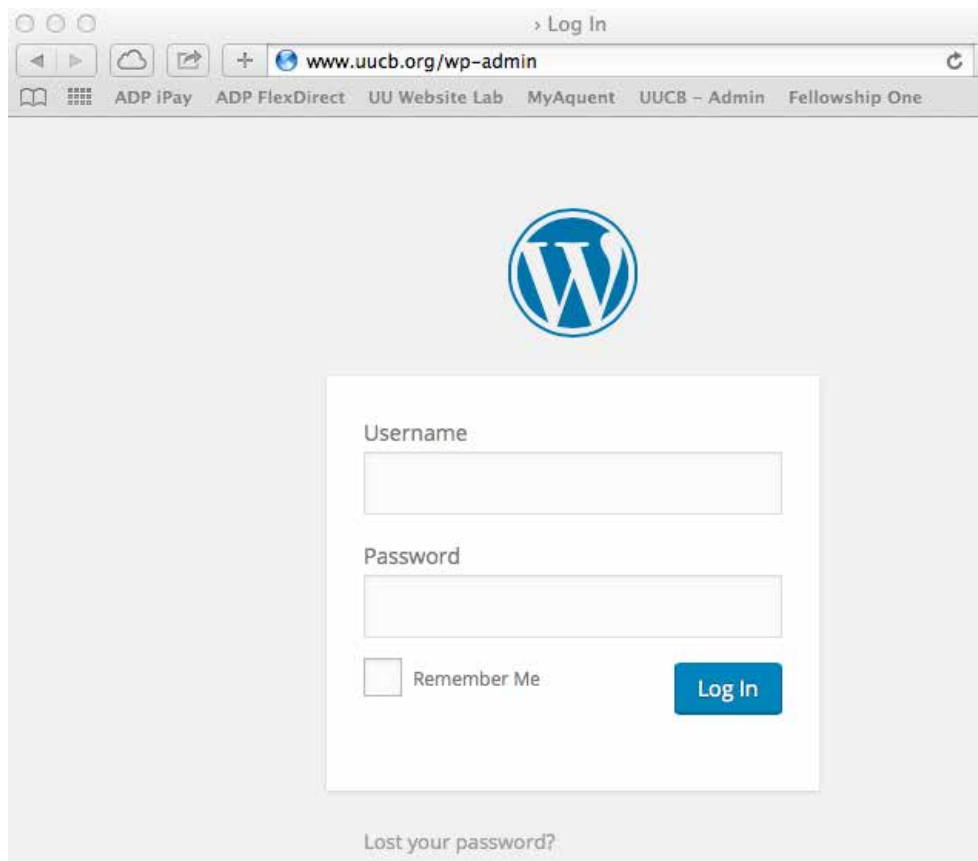 › Log In
www.uucb.org/wp-admin
ADP iPay ADP FlexDirect UU Website Lab MyAquent UUCB – Admin Fellowship One
W
Username
Password
Remember Me
Log In
Lost your password?